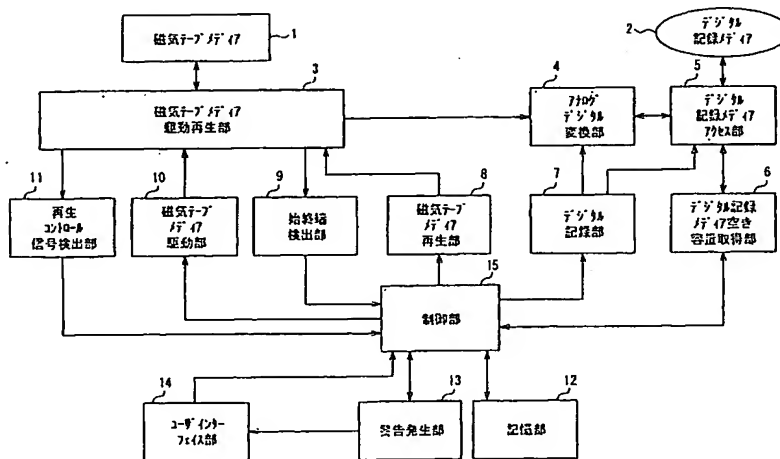 磁気テープメディア
1
デジタル
記録メディア
2
3
磁気テープメディア
駆動再生部
4
アナログ
デジタル
変換部
5
デジタル
記録メディア
アクセス部
11
再生
コントロール
信号検出部
10
磁気テープ
メディア
駆動部
9
始終端
検出部
8
磁気テープ
メディア
再生部
7
デジタル
記録部
6
デジタル記録
メディア空き
容量取得部
15
制御部
14
ユーザインター
フェイス部
13
警告発生部
12
記憶部